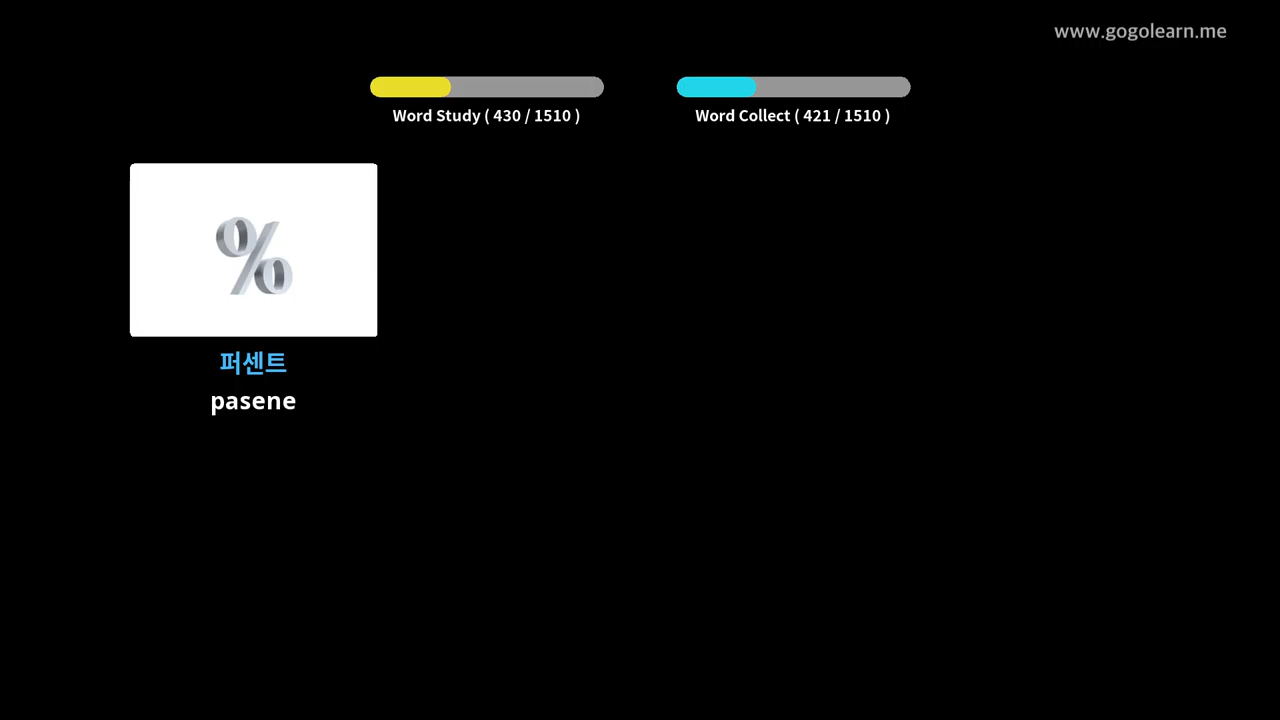 www.gogolearn.me
Word Study ( 430 / 1510 )
Word Collect ( 421 / 1510 )
%
퍼센트
pasene